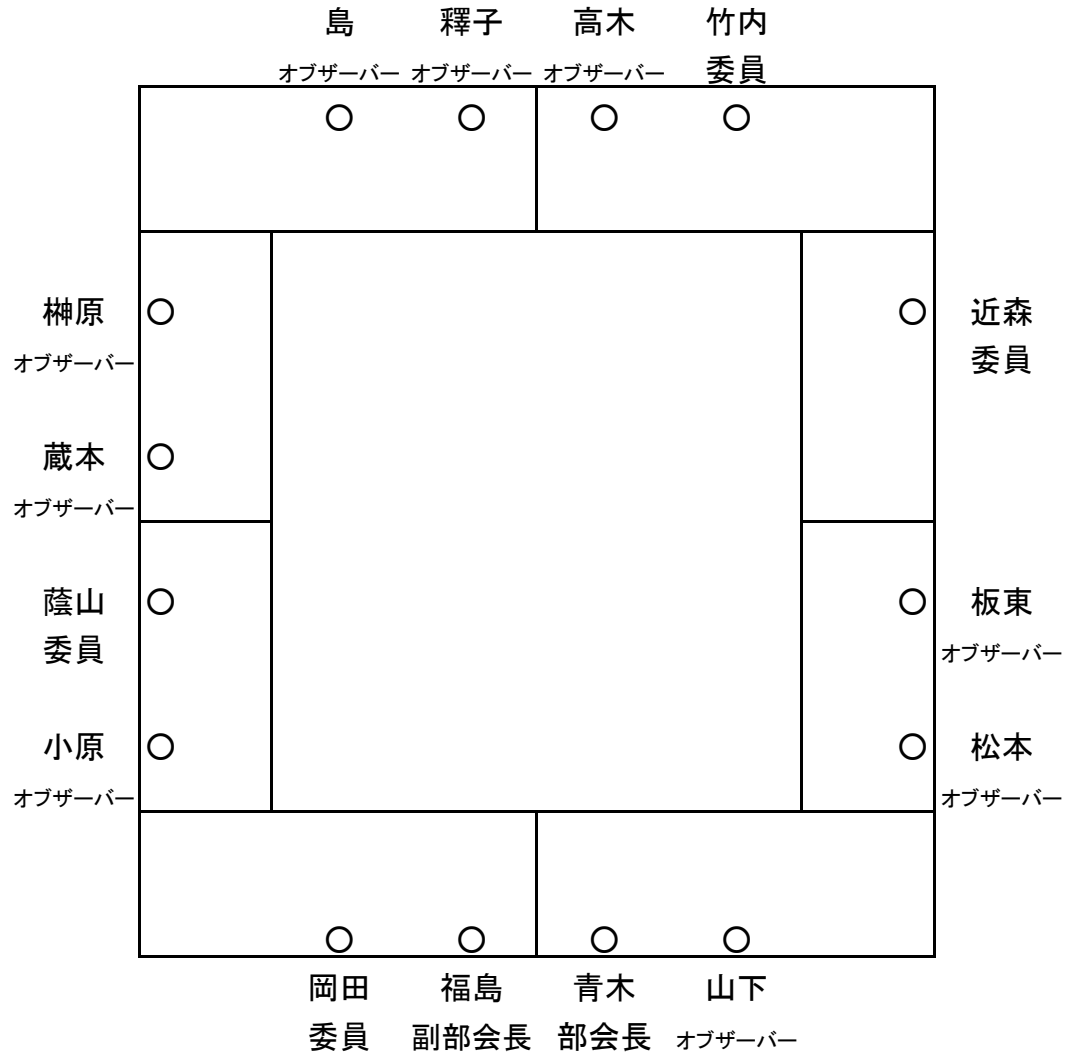 島 釋子 高木 竹内
オブザーバー オブザーバー オブザーバー 委員
榊原 近森
オブザーバー 委員
蔵本
オブザーバー
蔭山 板東
委員 オブザーバー
小原 松本
オブザーバー オブザーバー
岡田 福島 青木 山下
委員 副部会長 部会長 オブザーバー